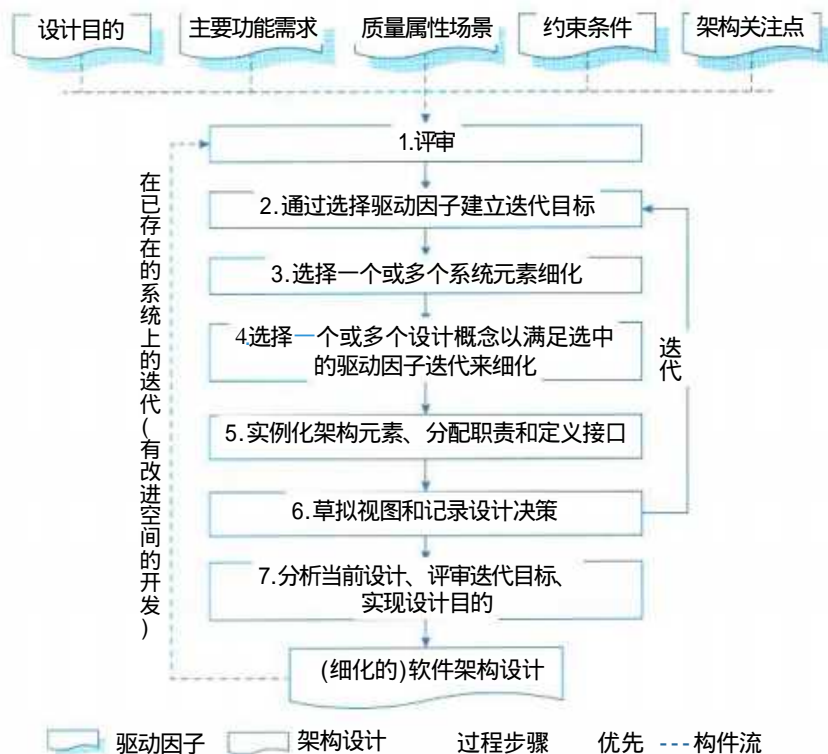 设计目的
主要功能需求
质量属性场景
约束条件
架构关注点
1.评审
2.通过选择驱动因子建立迭代目标
3.选择一个或多个系统元素细化
4.选择一个或多个设计概念以满足选中
的驱动因子迭代来细化
5.实例化架构元素、分配职责和定义接口
6.草拟视图和记录设计决策
7.分析当前设计、评审迭代目标、
实现设计目的
(细化的)软件架构设计
在已存在的系统上的迭代(有改进空间的开发)
迭代
驱动因子
架构设计
过程步骤
优先
构件流